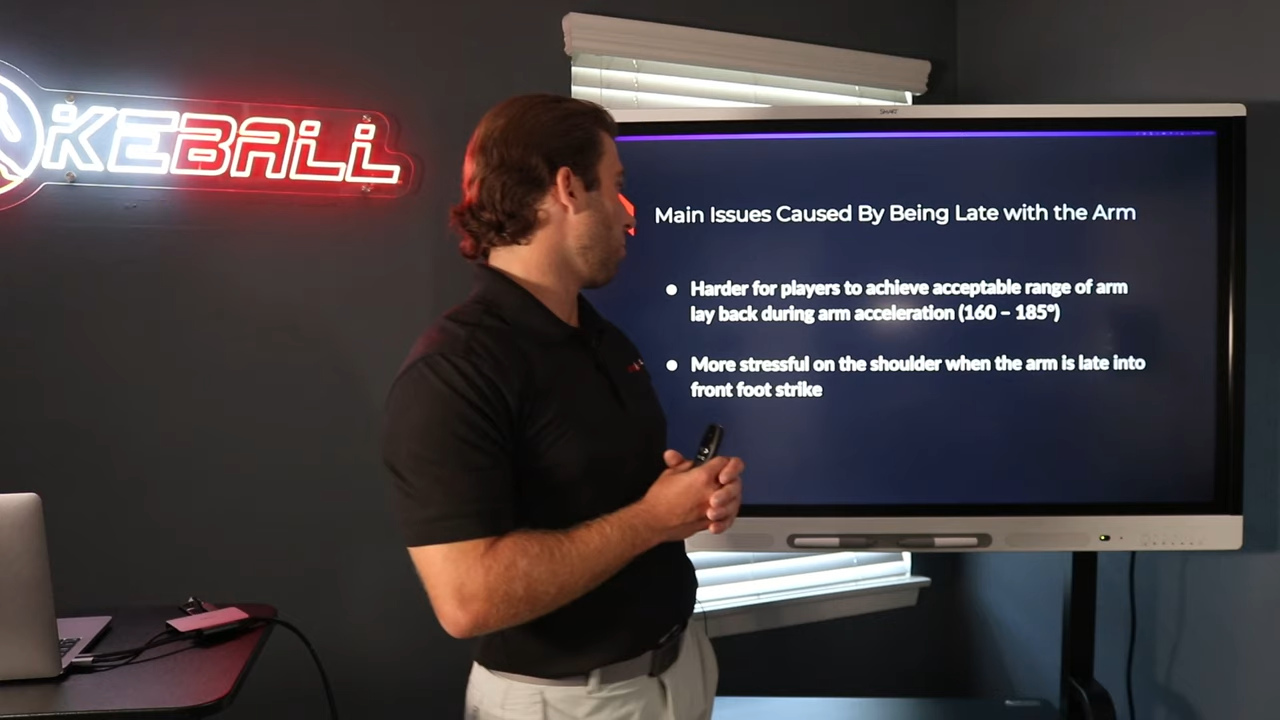 KEBALL
SMART
Main Issues Caused By Being Late with the Arm
● Harder for players to achieve acceptable range of arm
lay back during arm acceleration (160 – 185°)
● More stressful on the shoulder when the arm is late into
front foot strike